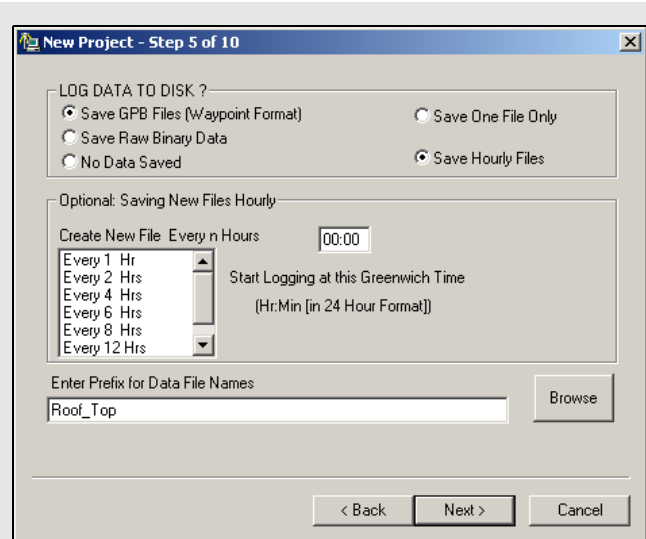 New Project - Step 5 of 10
LOG DATA TO DISK ?
Save GPB Files (Waypoint Format)
Save One File Only
Save Raw Binary Data
No Data Saved
Save Hourly Files
Optional: Saving New Files Hourly
Create New File Every n Hours
00:00
Every 1 Hr
Every 2 Hrs
Every 4 Hrs
Every 6 Hrs
Every 8 Hrs
Every 12 Hrs
Start Logging at this Greenwich Time
(Hr:Min [in 24 Hour Format])
Enter Prefix for Data File Names
Roof_Top
Browse
< Back
Next >
Cancel